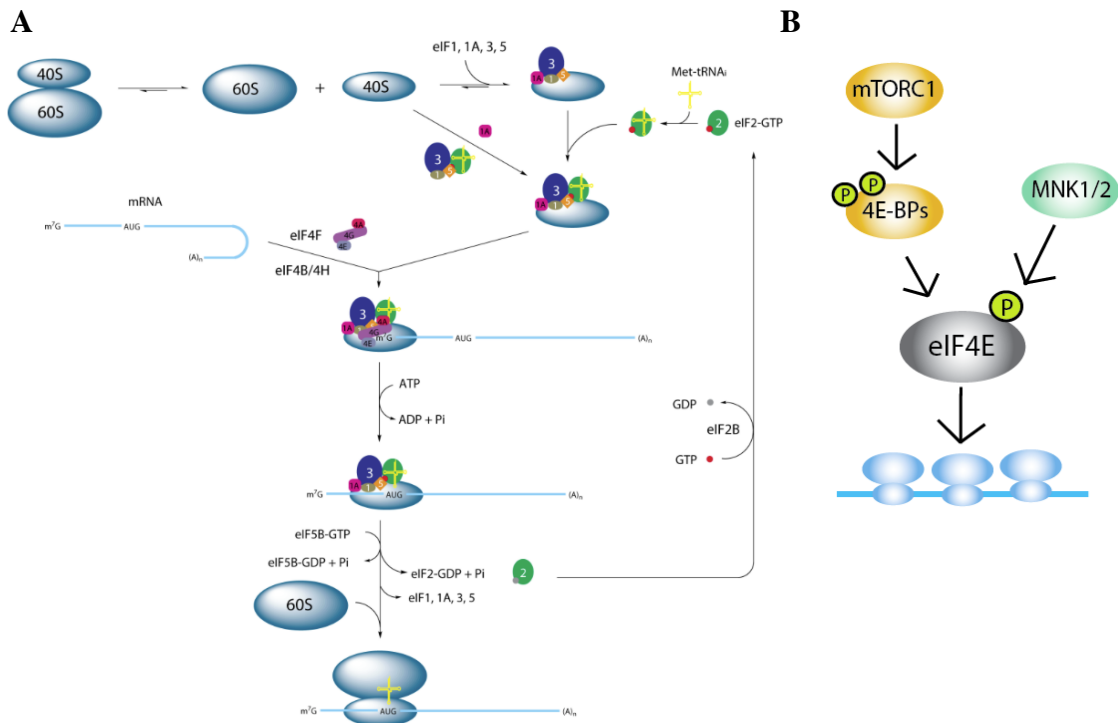 A
B
40S
60S
60S
+
40S
eIF1, 1A, 3, 5
3
1A
1
5
Met-tRNAi
2
eIF2-GTP
1A
3
1
5
3
1A
1
5
mRNA
m⁷G
AUG
(A)n
eIF4F
4A
4G
4E
eIF4B/4H
3
1A
4A
4G
4E
m⁷G
AUG
(A)n
ATP
ADP + Pi
GDP
eIF2B
GTP
3
1A
1
5
m⁷G
AUG
(A)n
eIF5B-GTP
eIF5B-GDP + Pi
eIF2-GDP + Pi
2
eIF1, 1A, 3, 5
60S
m⁷G
AUG
(A)n
mTORC1
P
P
4E-BPs
MNK1/2
P
eIF4E